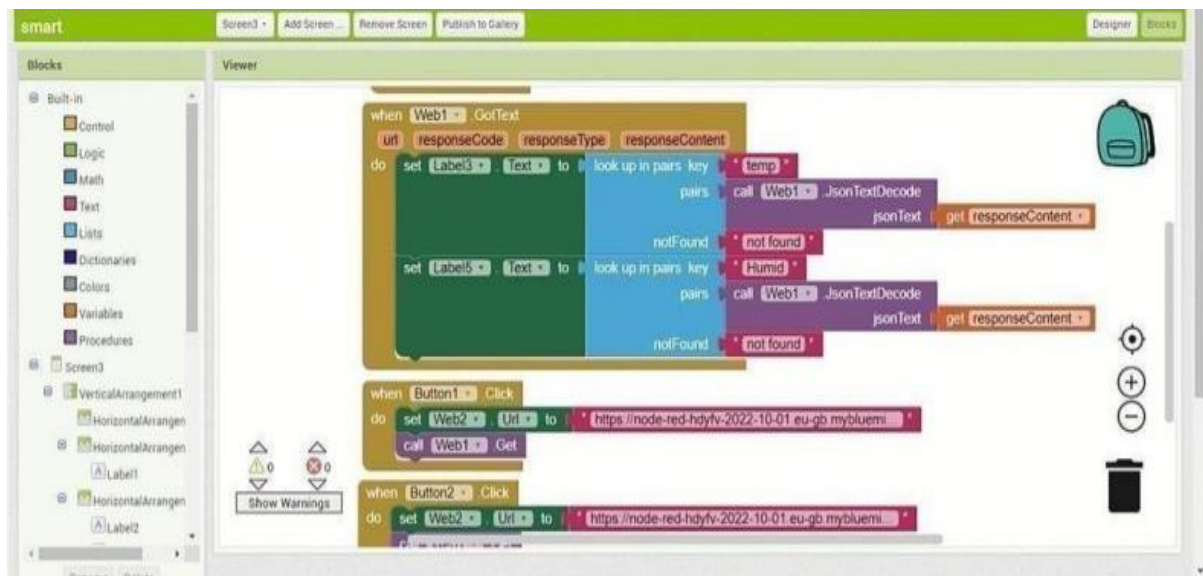 smart
Screen3 Add Screen ... Remove Screen Publish to Gallery
Designer Blocks
Blocks
Viewer
Built-in
Control
Logic
Math
Text
Lists
Dictionaries
Colors
Variables
Procedures
Screen3
VerticalArrangement1
HorizontalArrangen
HorizontalArrangen
Label1
HorizontalArrangen
Label2
Rename Delete
when Web1 .GotText
url responseCode responseType responseContent
do set Label3 . Text to look up in pairs key " temp "
pairs call Web1 .JsonTextDecode
jsonText get responseContent
notFound " not found "
set Label5 . Text to look up in pairs key " Humid "
pairs call Web1 .JsonTextDecode
jsonText get responseContent
notFound " not found "
when Button1 .Click
do set Web2 . Url to " https://node-red-hdyfv-2022-10-01.eu-gb.mybluemi... "
call Web1 .Get
when Button2 .Click
do set Web2 . Url to " https://node-red-hdyfv-2022-10-01.eu-gb.mybluemi... "
0 0
Show Warnings